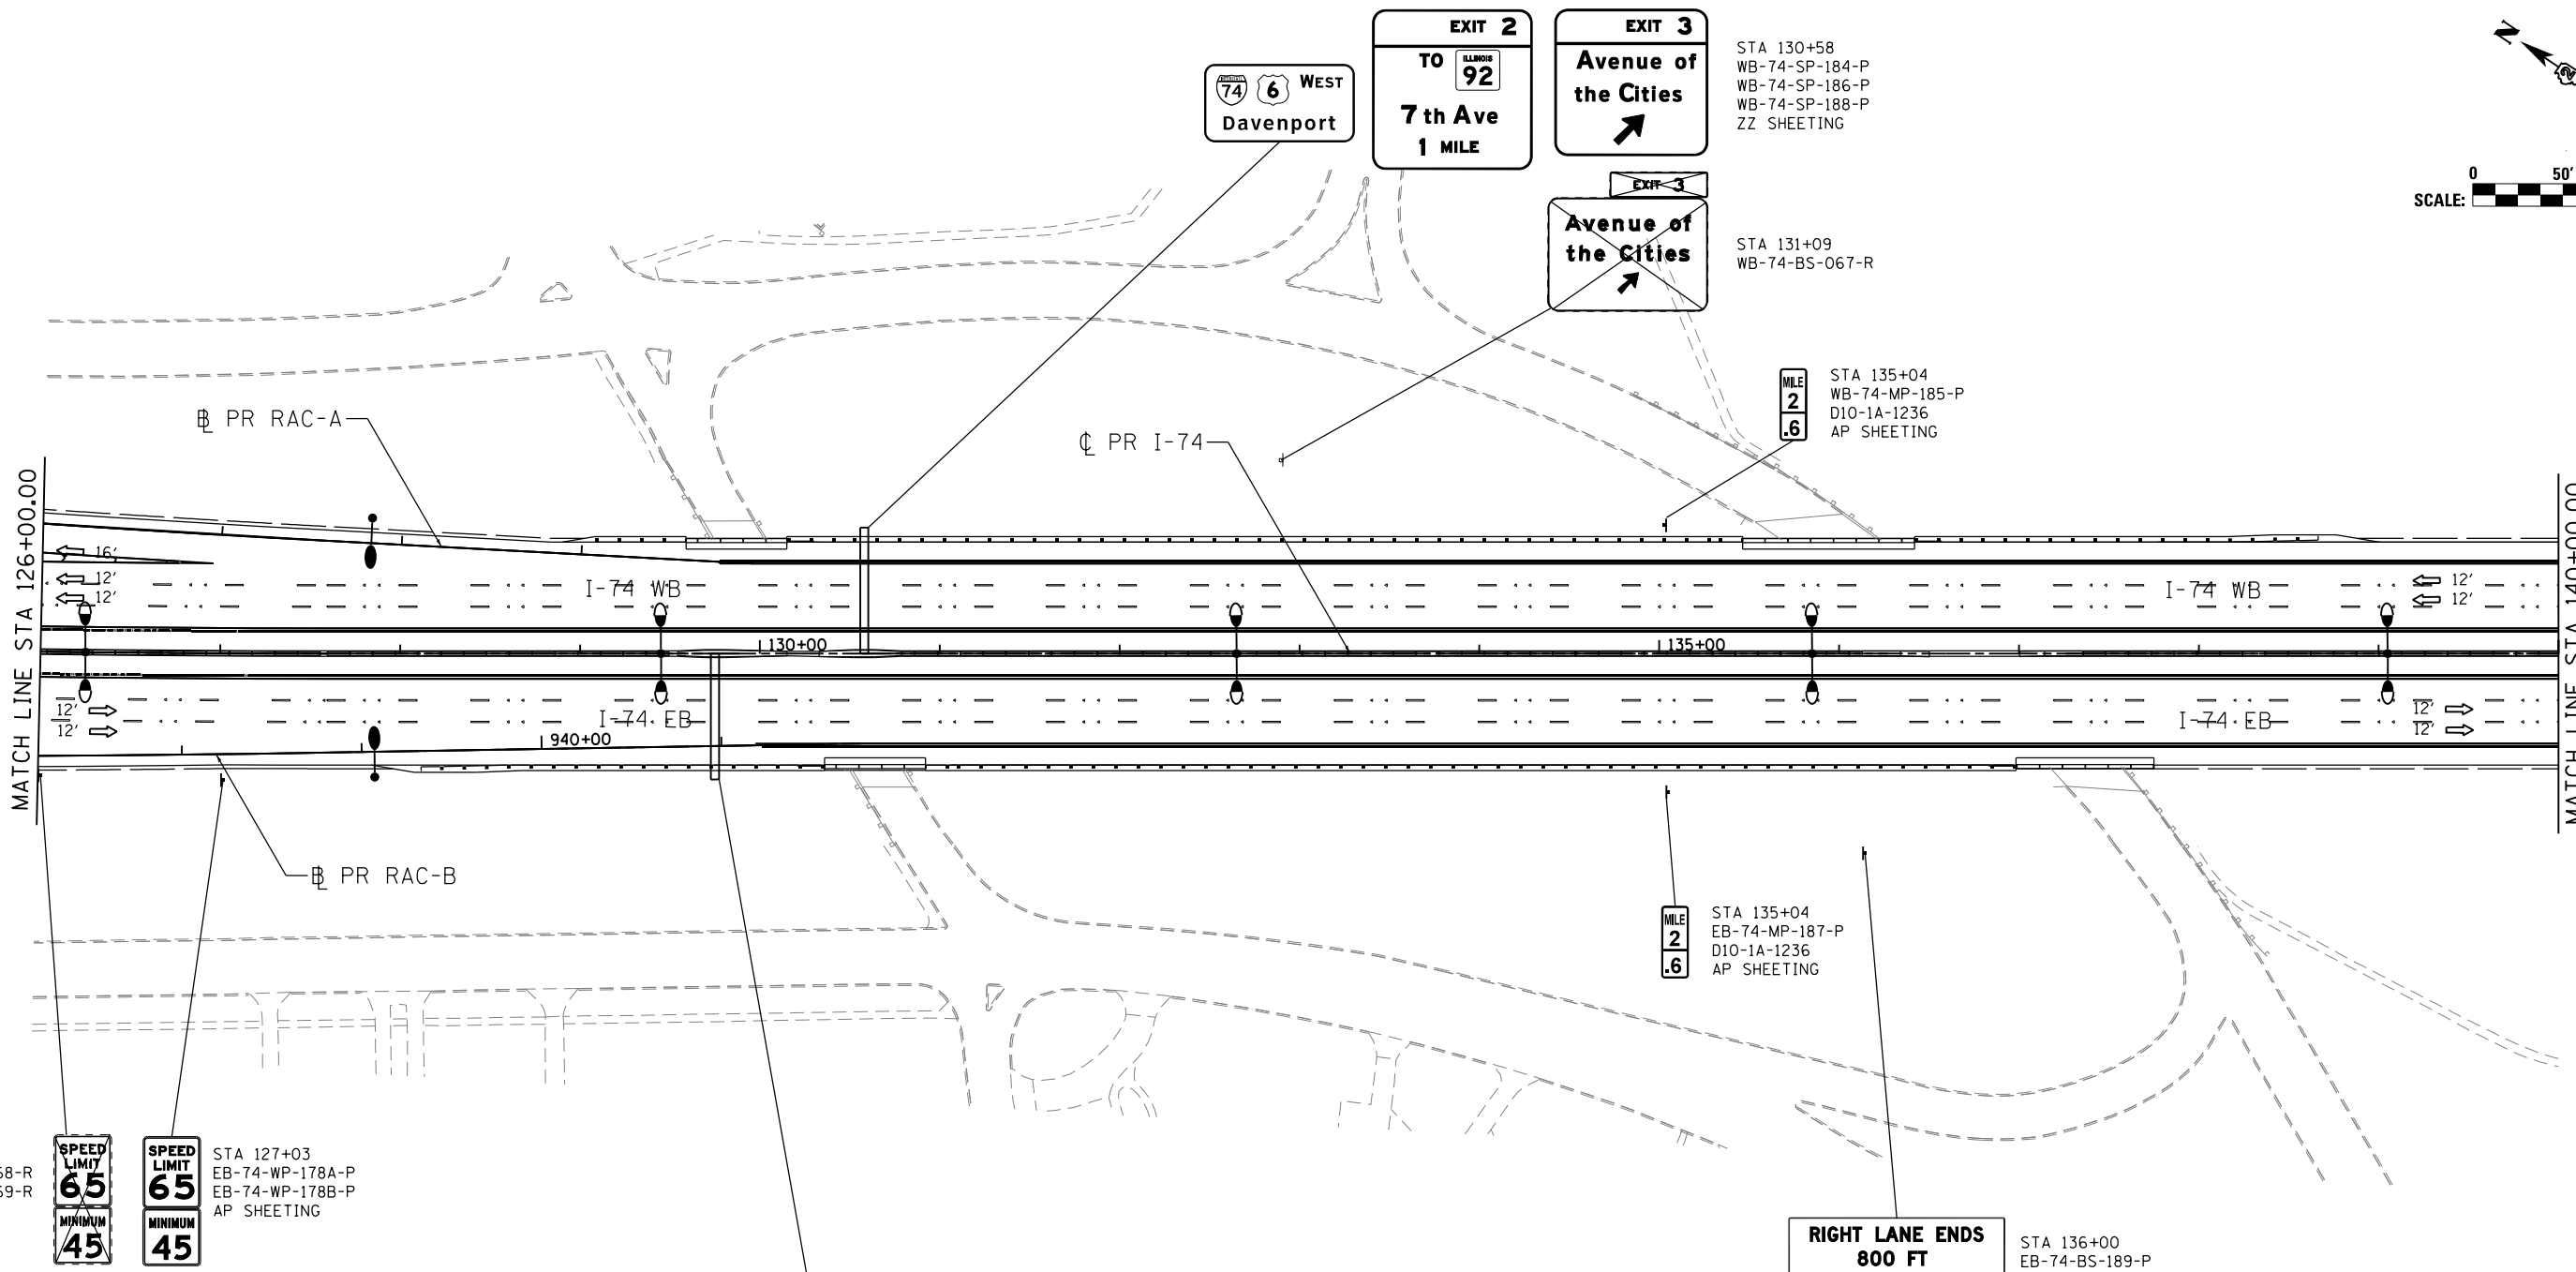 EXIT 2
TO ILLINOIS 92
7th Ave
1 MILE
EXIT 3
Avenue of
the Cities
STA 130+58
WB-74-SP-184-P
WB-74-SP-186-P
WB-74-SP-188-P
ZZ SHEETING
INTERSTATE 74 6 WEST
Davenport
N
0 50'
SCALE:
EXIT 3
Avenue of
the Cities
STA 131+09
WB-74-BS-067-R
MILE
2
.6
STA 135+04
WB-74-MP-185-P
D10-1A-1236
AP SHEETING
BL PR RAC-A
CL PR I-74
MATCH LINE STA 126+00.00
MATCH LINE STA 140+00.00
16'
12'
12'
I-74 WB
I-74 WB
12'
12'
130+00
135+00
12'
12'
I-74 EB
940+00
I-74 EB
12'
12'
BL PR RAC-B
MILE
2
.6
STA 135+04
EB-74-MP-187-P
D10-1A-1236
AP SHEETING
68-R
69-R
SPEED
LIMIT
65
MINIMUM
45
SPEED
LIMIT
65
MINIMUM
45
STA 127+03
EB-74-WP-178A-P
EB-74-WP-178B-P
AP SHEETING
RIGHT LANE ENDS
800 FT
STA 136+00
EB-74-BS-189-P